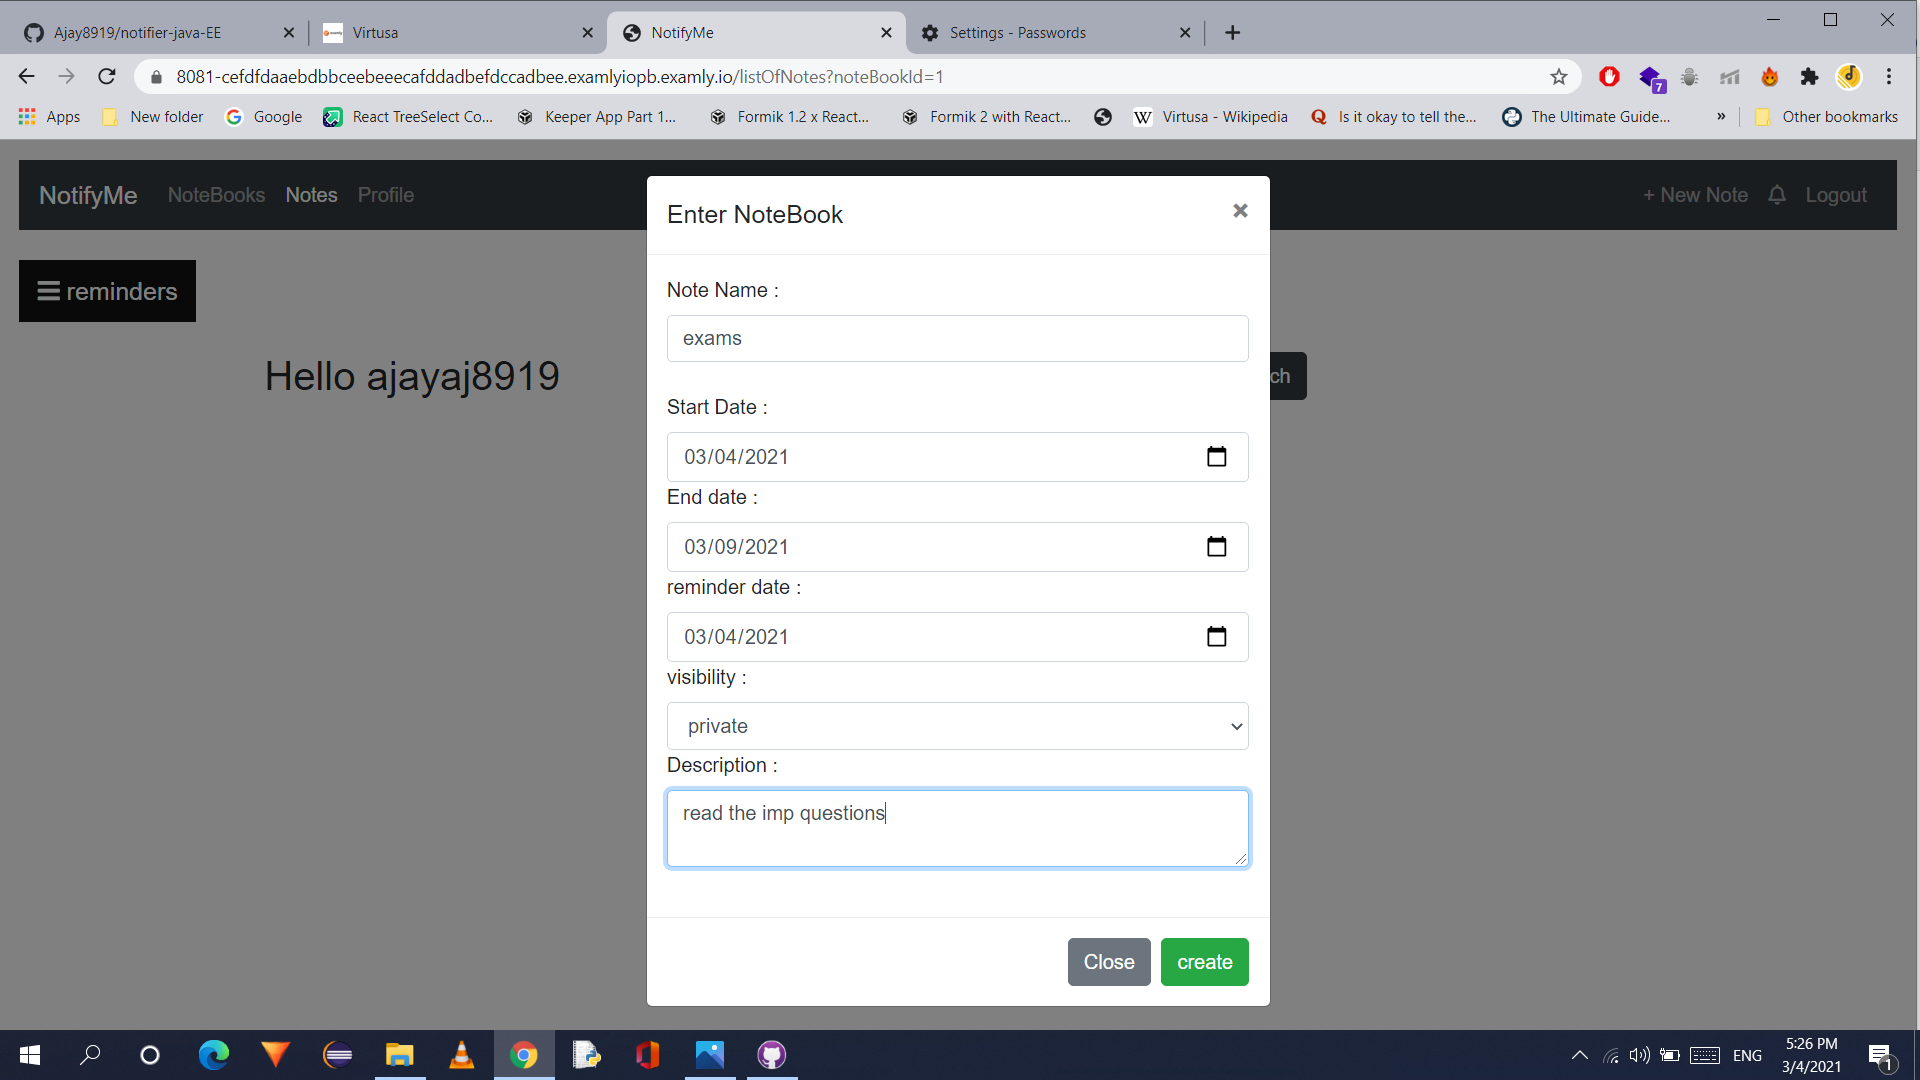 Ajay8919/notifier-java-EE
Virtusa
NotifyMe
Settings - Passwords
8081-cefdfdaaebdbbceebeeecafddadbefdccadbee.examlyiopb.examly.io/listOfNotes?noteBookId=1
7
Apps
New folder
Google
React TreeSelect Co...
Keeper App Part 1...
Formik 1.2 x React...
Formik 2 with React...
Virtusa - Wikipedia
Is it okay to tell the...
The Ultimate Guide...
»
Other bookmarks
NotifyMe
NoteBooks
Notes
Profile
+ New Note
Logout
reminders
Hello ajayaj8919
ch
Enter NoteBook
×
Note Name :
exams
Start Date :
03/04/2021
End date :
03/09/2021
reminder date :
03/04/2021
visibility :
private
Description :
read the imp questions
Close
create
ENG
5:26 PM
3/4/2021
1